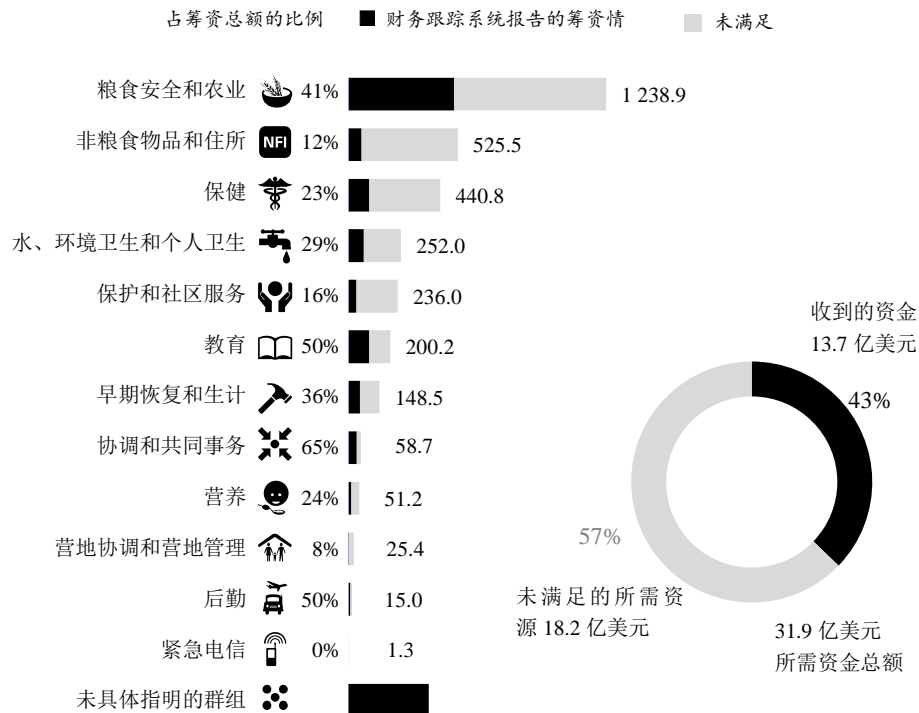 占筹资总额的比例 财务跟踪系统报告的筹资情 未满足
粮食安全和农业 41% 1 238.9
非粮食物品和住所 NFI 12% 525.5
保健 23% 440.8
水、环境卫生和个人卫生 29% 252.0
保护和社区服务 16% 236.0
教育 50% 200.2
早期恢复和生计 36% 148.5
协调和共同事务 65% 58.7
营养 24% 51.2
营地协调和营地管理 8% 25.4
后勤 50% 15.0
紧急电信 0% 1.3
未具体指明的群组
收到的资金
13.7 亿美元
43%
57%
未满足的所需资
源 18.2 亿美元
31.9 亿美元
所需资金总额